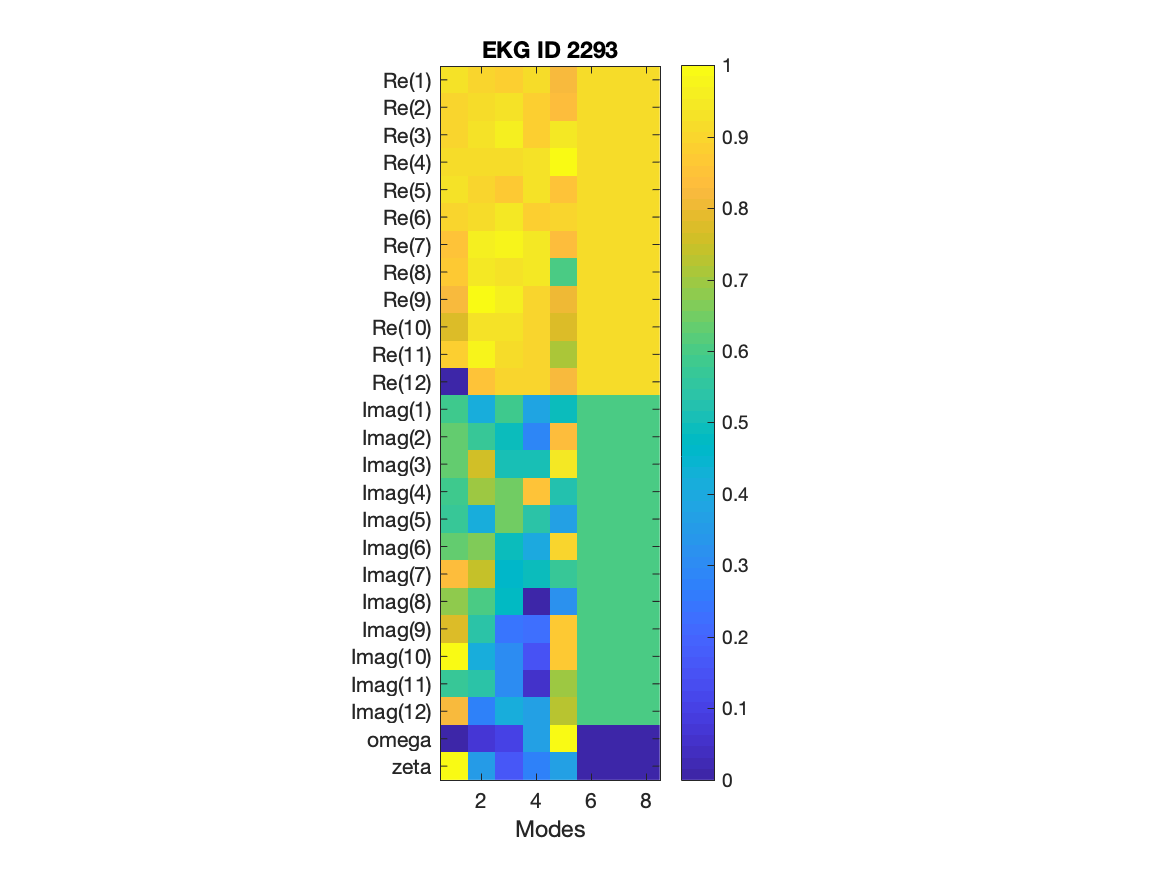 EKG ID 2293
Re(1)
Re(2)
Re(3)
Re(4)
Re(5)
Re(6)
Re(7)
Re(8)
Re(9)
Re(10)
Re(11)
Re(12)
Imag(1)
Imag(2)
Imag(3)
Imag(4)
Imag(5)
Imag(6)
Imag(7)
Imag(8)
Imag(9)
Imag(10)
Imag(11)
Imag(12)
omega
zeta
2 4 6 8
Modes
1
0.9
0.8
0.7
0.6
0.5
0.4
0.3
0.2
0.1
0